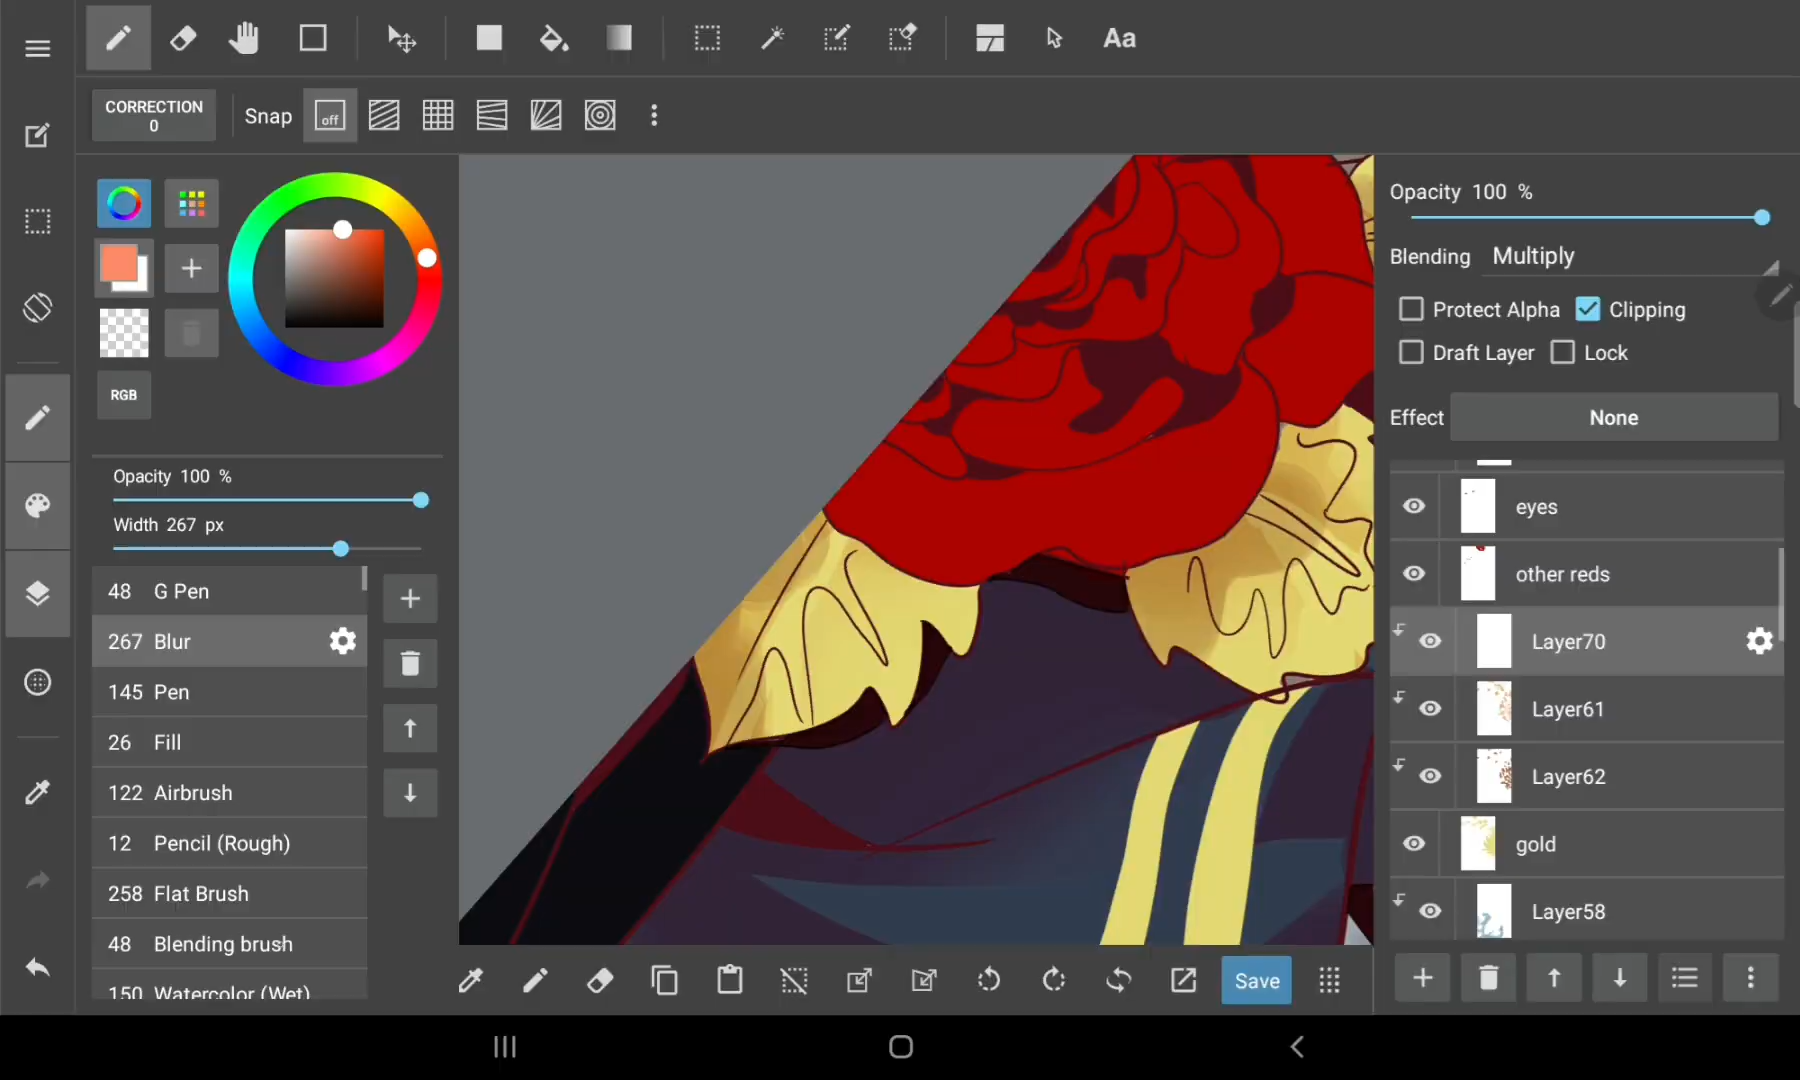 Aa
CORRECTION
0
Snap
off
RGB
Opacity 100 %
Width 267 px
48 G Pen
267 Blur
145 Pen
26 Fill
122 Airbrush
12 Pencil (Rough)
258 Flat Brush
48 Blending brush
150 Watercolor (Wet)
Save
Opacity 100 %
Blending Multiply
Protect Alpha Clipping
Draft Layer Lock
Effect None
eyes
other reds
Layer70
Layer61
Layer62
gold
Layer58